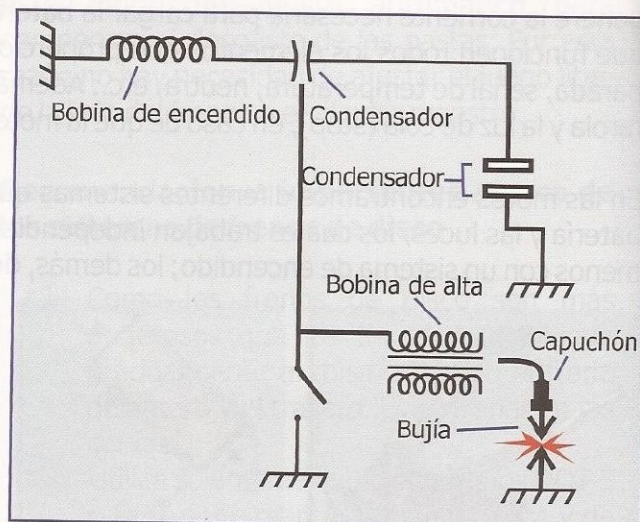 Bobina de encendido
Condensador
Condensador
Bobina de alta
Capuchón
Bujía